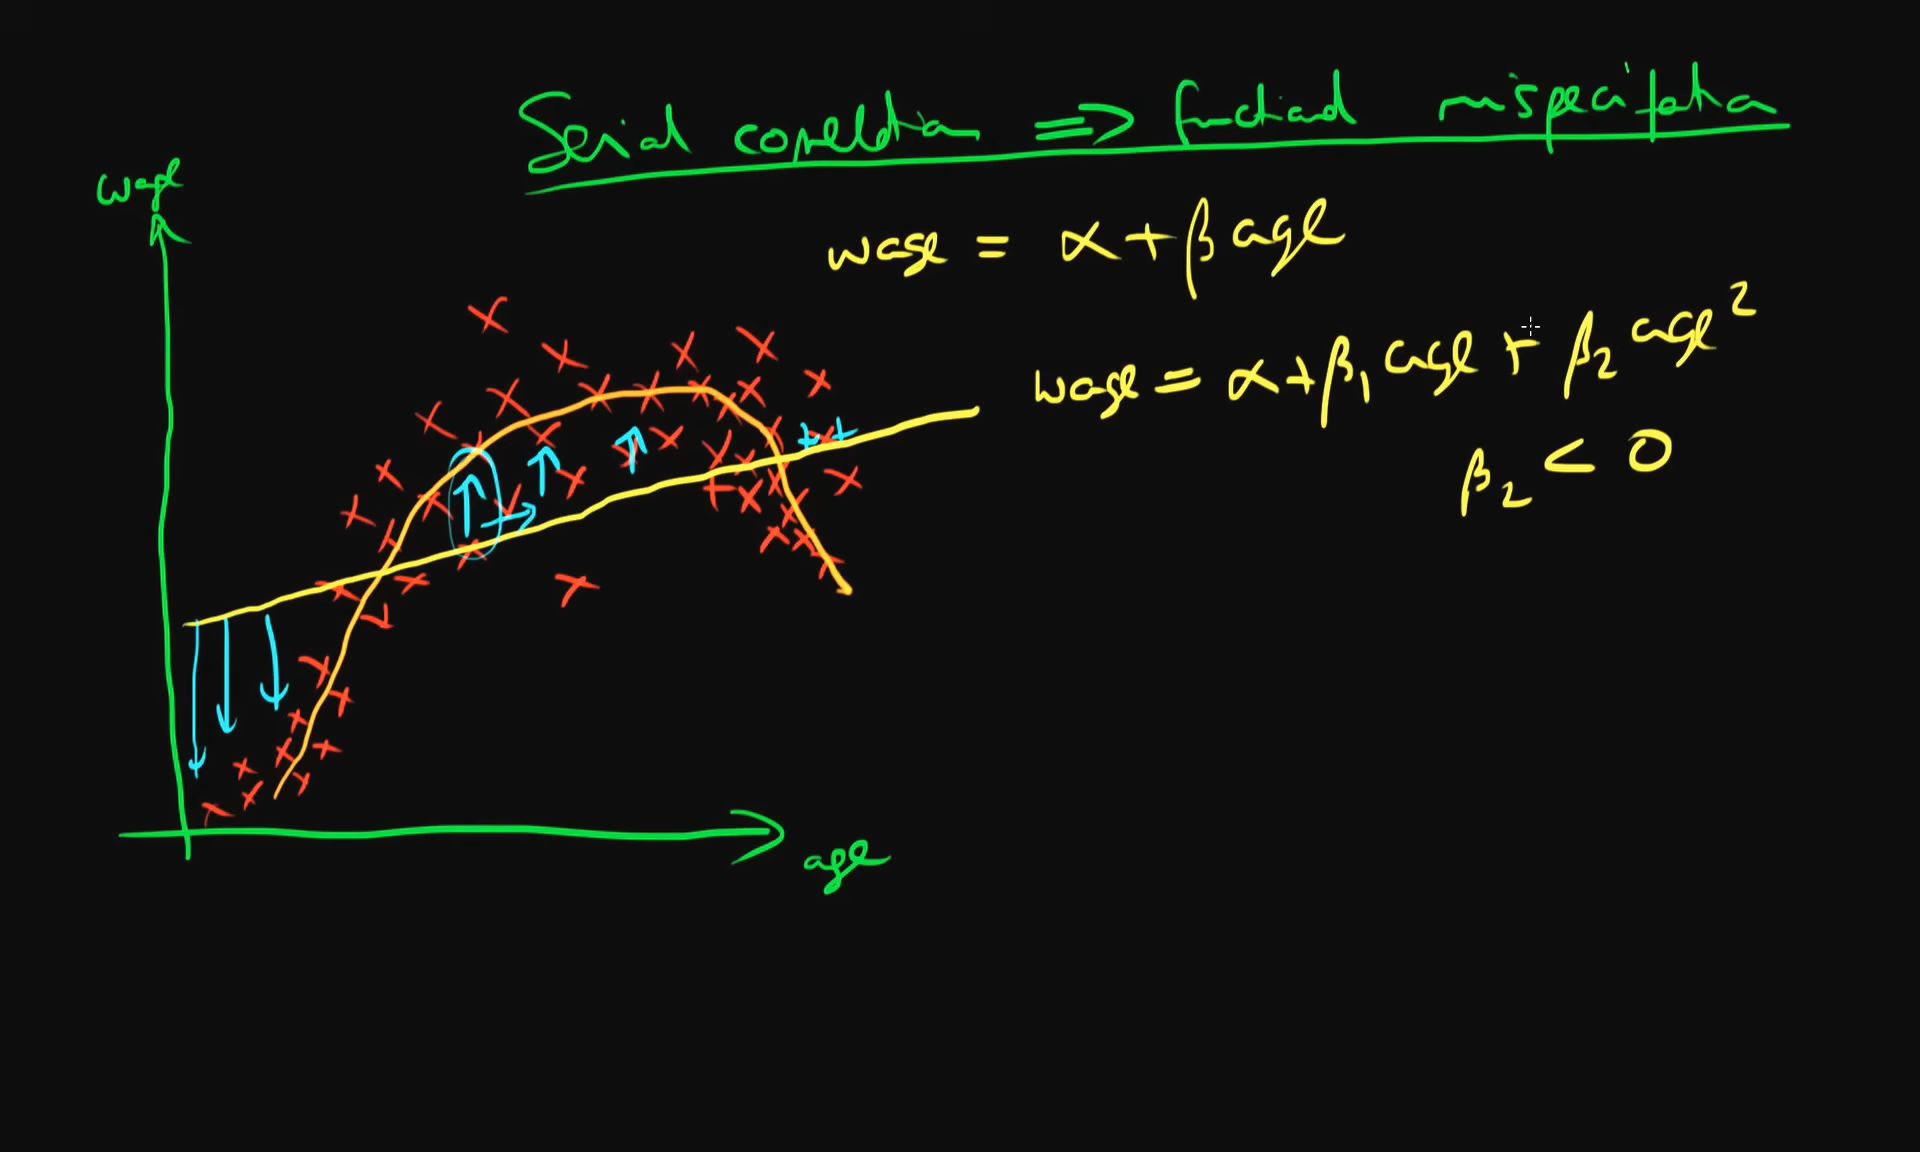 Serial correlation => functional misspecification
wage
wage = α + β age
wage = α + β₁ age + β₂ age²
β₂ < 0
++
age